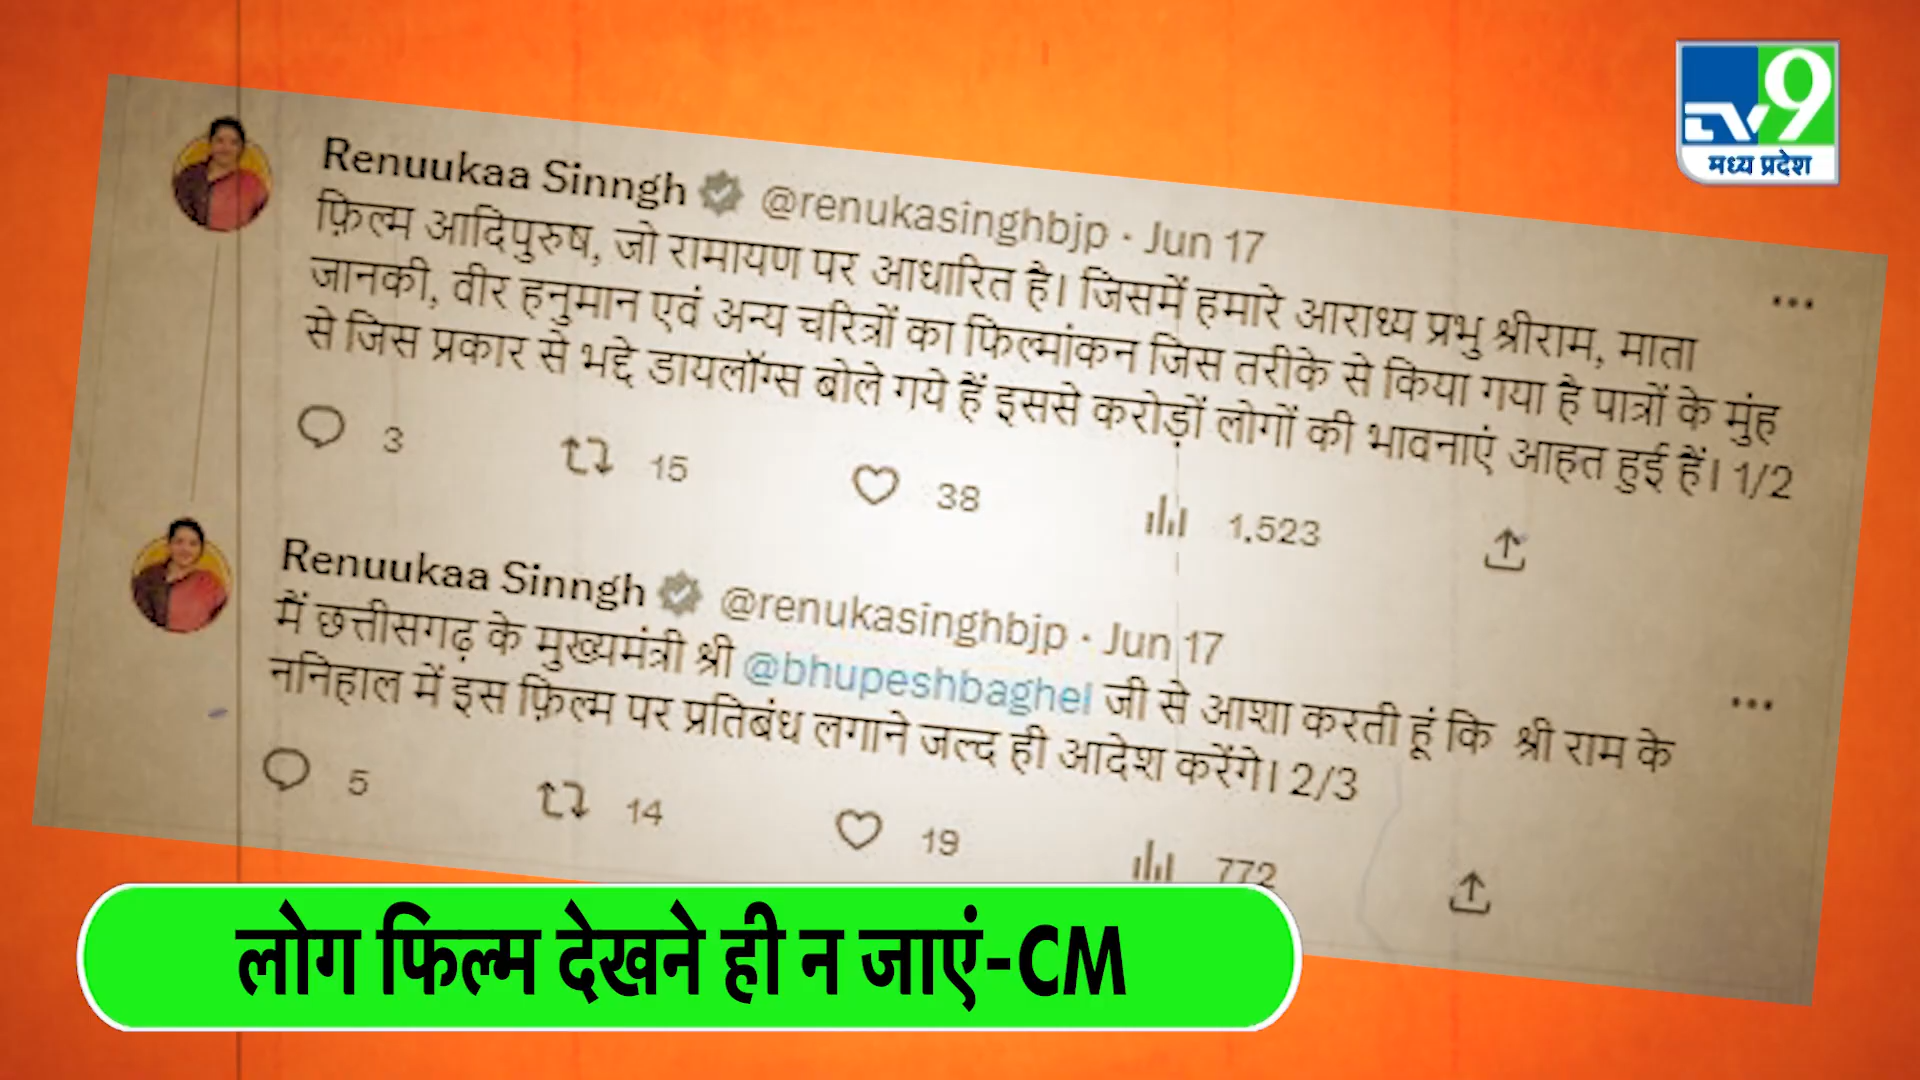 TV9
मध्य प्रदेश
Renuukaa Sinngh @renukasinghbjp · Jun 17
फ़िल्म आदिपुरुष, जो रामायण पर आधारित है। जिसमें हमारे आराध्य प्रभु श्रीराम, माता
जानकी, वीर हनुमान एवं अन्य चरित्रों का फिल्मांकन जिस तरीके से किया गया है पात्रों के मुंह
से जिस प्रकार से भद्दे डायलॉग्स बोले गये हैं इससे करोड़ों लोगों की भावनाएं आहत हुई हैं। 1/2
3 15 38 1,523
Renuukaa Sinngh @renukasinghbjp · Jun 17
मैं छत्तीसगढ़ के मुख्यमंत्री श्री @bhupeshbaghel जी से आशा करती हूं कि श्री राम के
ननिहाल में इस फ़िल्म पर प्रतिबंध लगाने जल्द ही आदेश करेंगे। 2/3
5 14 19 772
लोग फिल्म देखने ही न जाएं-CM